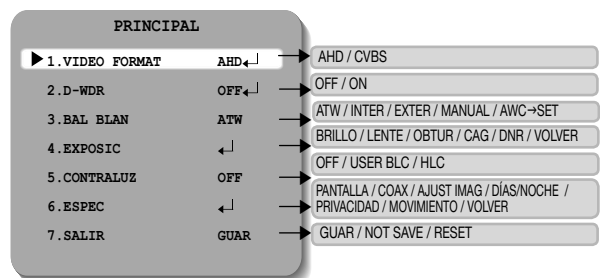 PRINCIPAL
1.VIDEO FORMAT AHD↵ AHD / CVBS
2.D-WDR OFF↵ OFF / ON
3.BAL BLAN ATW ATW / INTER / EXTER / MANUAL / AWC→SET
4.EXPOSIC ↵ BRILLO / LENTE / OBTUR / CAG / DNR / VOLVER
5.CONTRALUZ OFF OFF / USER BLC / HLC
6.ESPEC ↵ PANTALLA / COAX / AJUST IMAG / DÍAS/NOCHE /
PRIVACIDAD / MOVIMIENTO / VOLVER
7.SALIR GUAR GUAR / NOT SAVE / RESET